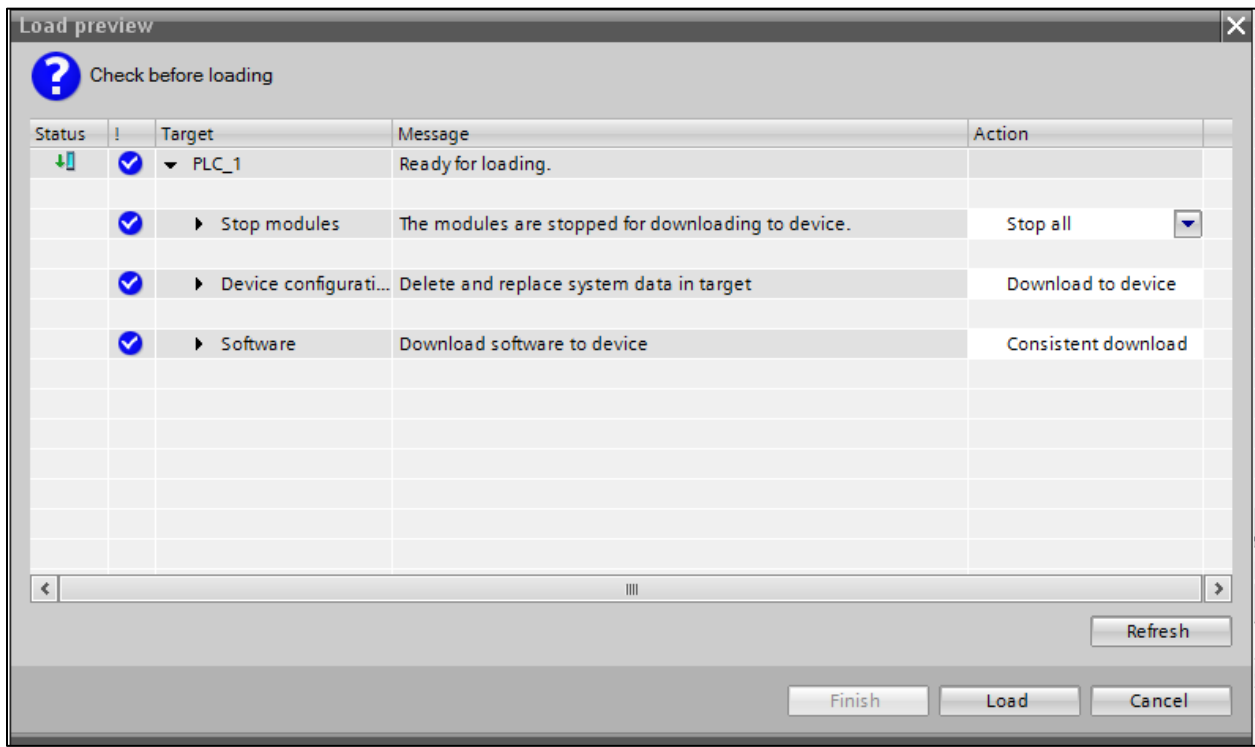 Load preview
Check before loading
Status ! Target Message Action
PLC_1 Ready for loading.
Stop modules The modules are stopped for downloading to device. Stop all
Device configurati... Delete and replace system data in target Download to device
Software Download software to device Consistent download
Refresh
Finish Load Cancel